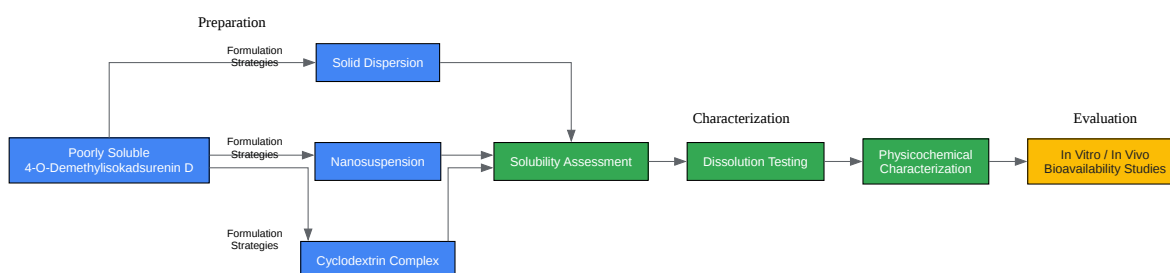 Preparation
Formulation
Strategies
Solid Dispersion
Characterization
Evaluation
Poorly Soluble
4-O-Demethylisokadsurenin D
Formulation
Strategies
Nanosuspension
Solubility Assessment
Dissolution Testing
Physicochemical
Characterization
In Vitro / In Vivo
Bioavailability Studies
Formulation
Strategies
Cyclodextrin Complex